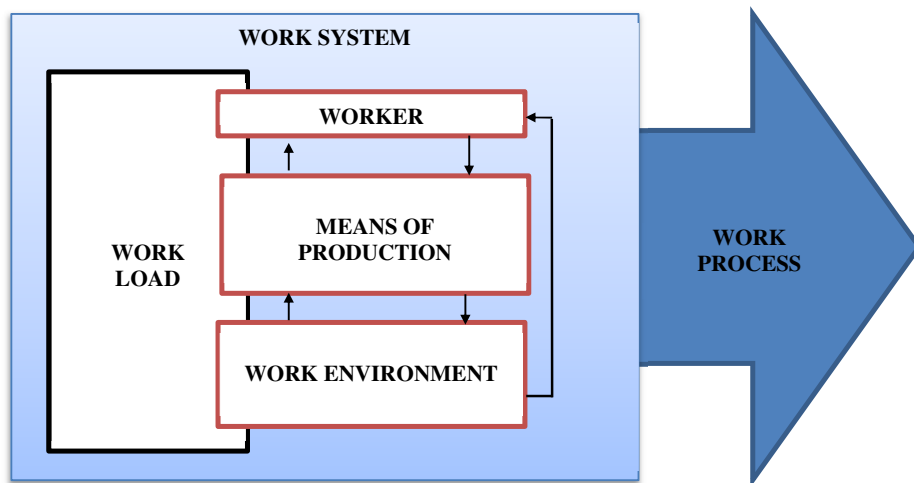 WORK SYSTEM
WORKER
MEANS OF
PRODUCTION
WORK
LOAD
WORK ENVIRONMENT
WORK
PROCESS